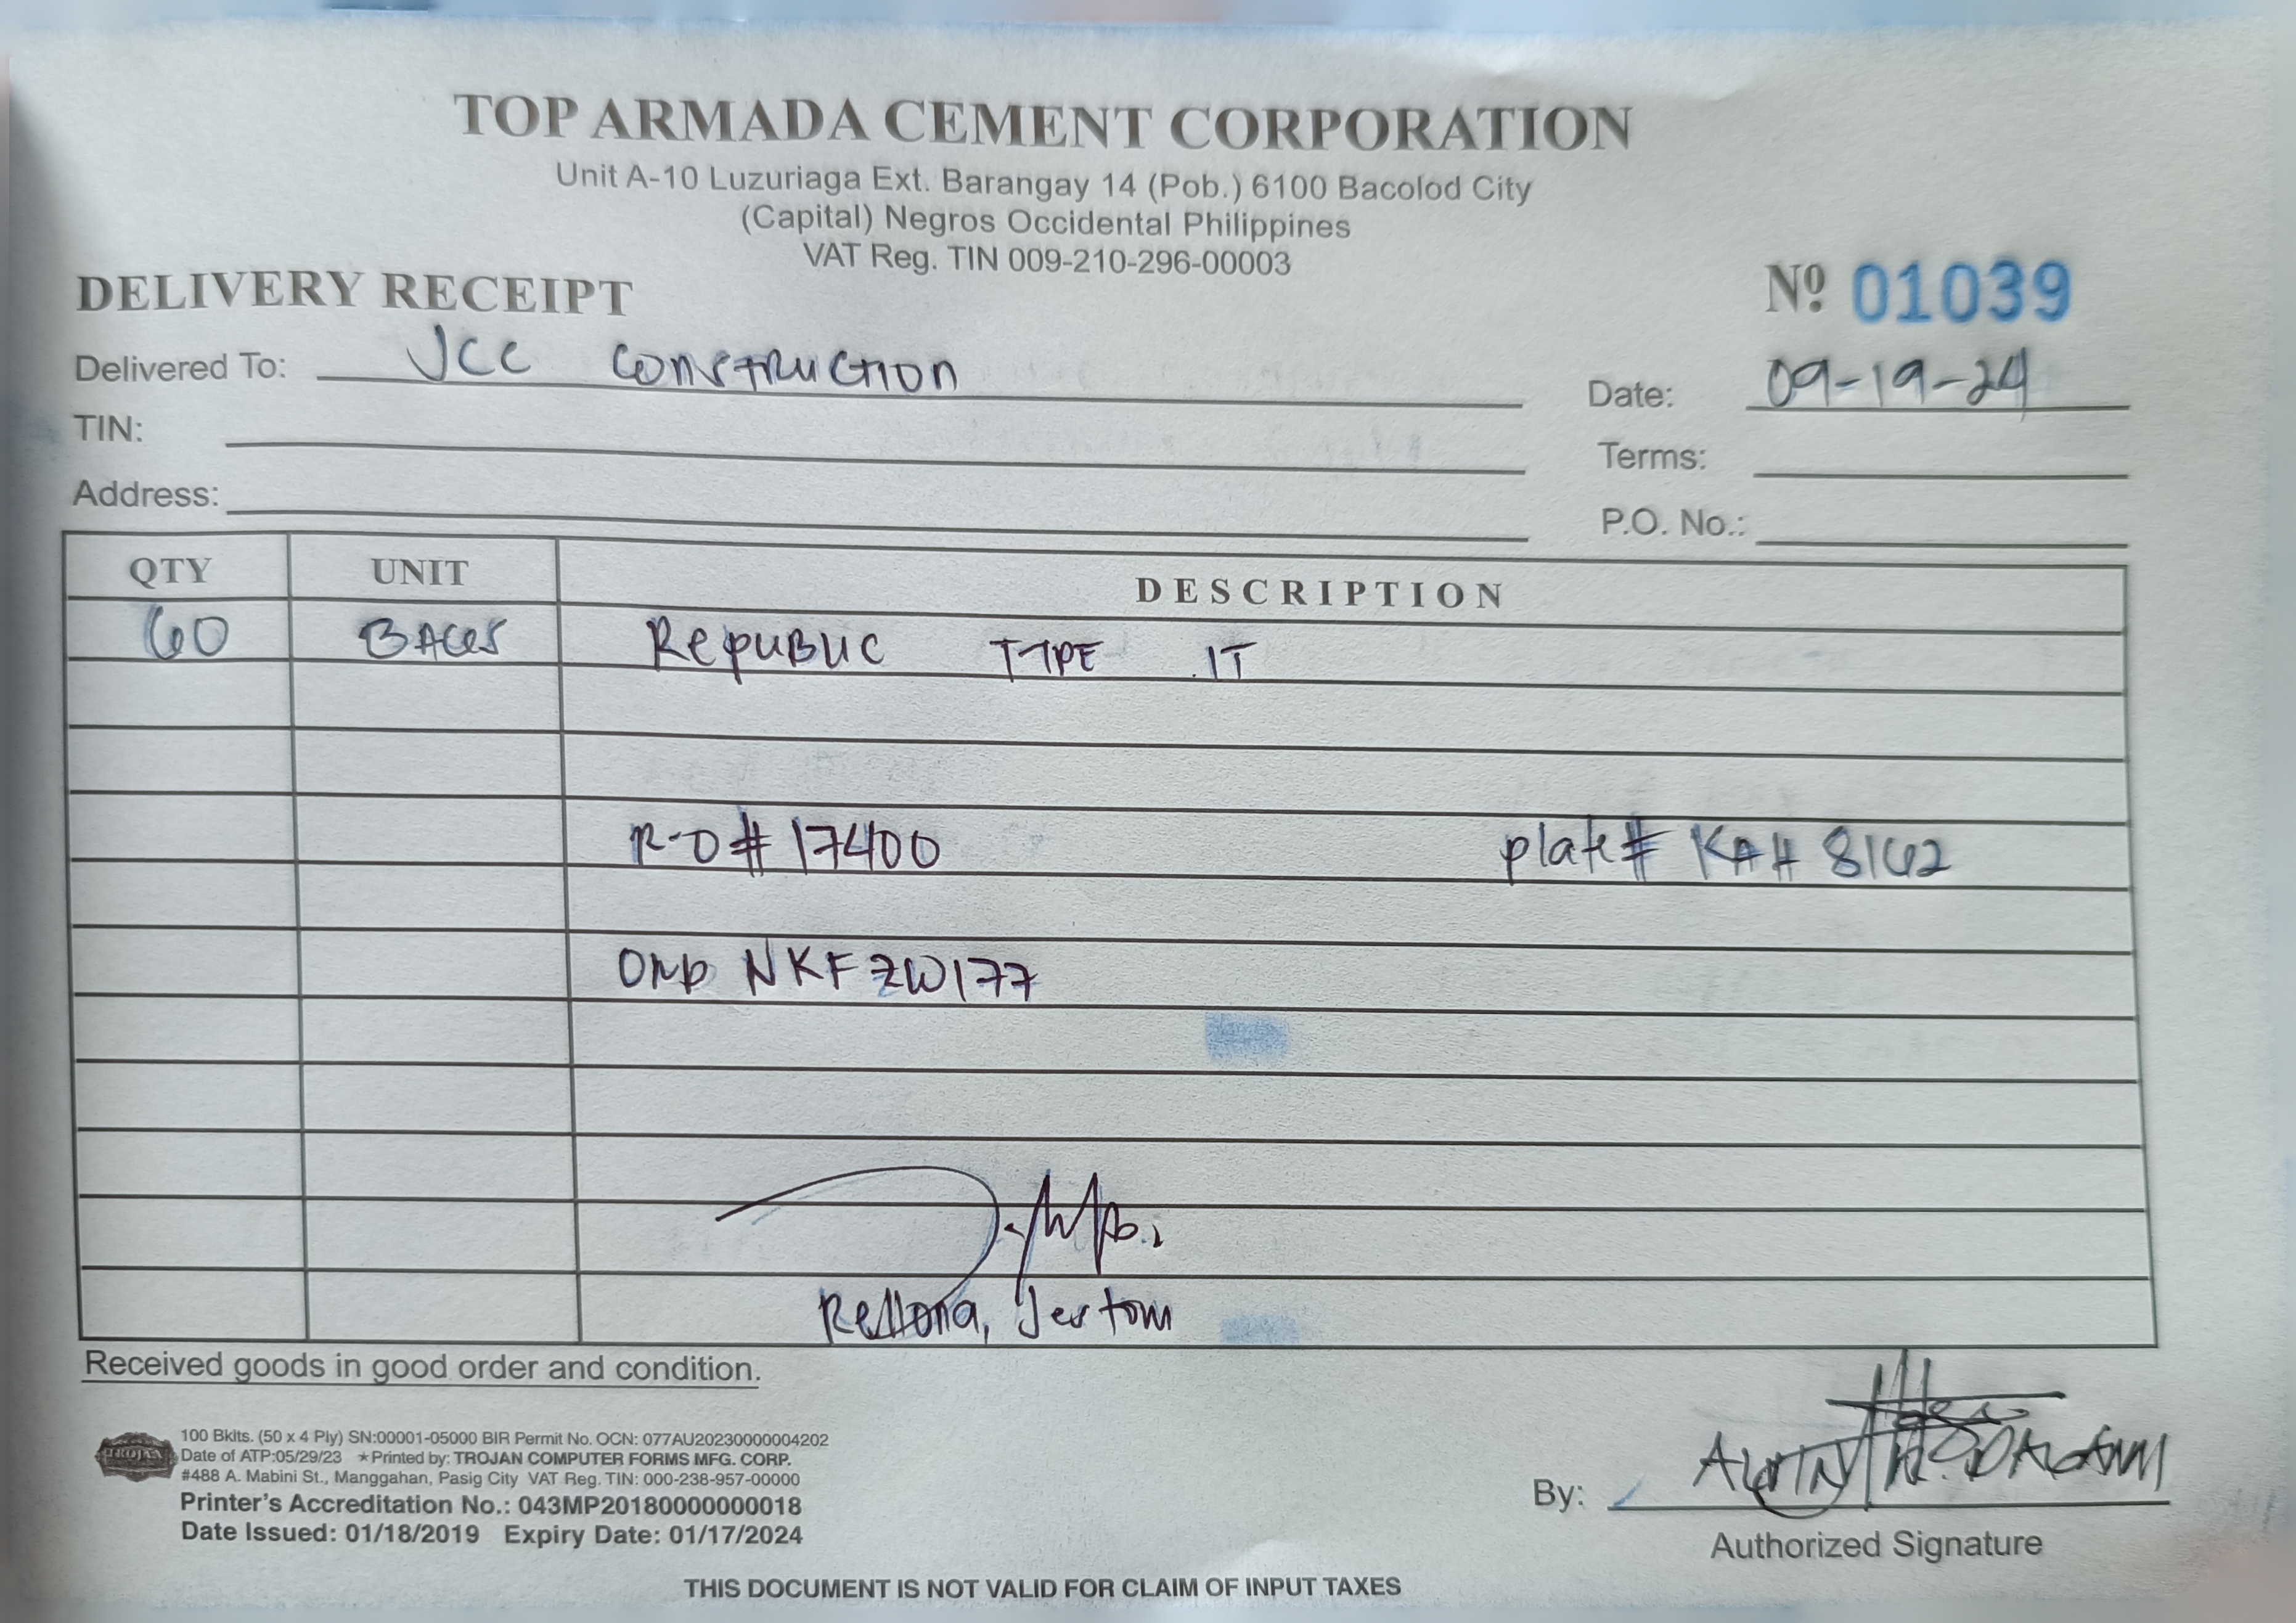 TOP ARMADA CEMENT CORPORATION
Unit A-10 Luzuriaga Ext. Barangay 14 (Pob.) 6100 Bacolod City
(Capital) Negros Occidental Philippines
VAT Reg. TIN 009-210-296-00003
DELIVERY RECEIPT
Nº 01039
Delivered To: JCC Construction
Date: 09-19-24
TIN:
Terms:
Address:
P.O. No.:
QTY UNIT DESCRIPTION
60 BAGS Republic TYPE 1T
R-O# 17400 plate# KAH 8162
NKFZW177
Rellona, Jestom
Received goods in good order and condition.
TROJAN
100 Bklts. (50 x 4 Ply) SN:00001-05000 BIR Permit No. OCN: 077AU20230000004202
Date of ATP:05/29/23 ★Printed by: TROJAN COMPUTER FORMS MFG. CORP.
#488 A. Mabini St., Manggahan, Pasig City VAT Reg. TIN: 000-238-957-00000
Printer's Accreditation No.: 043MP20180000000018
Date Issued: 01/18/2019 Expiry Date: 01/17/2024
By:
Authorized Signature
THIS DOCUMENT IS NOT VALID FOR CLAIM OF INPUT TAXES